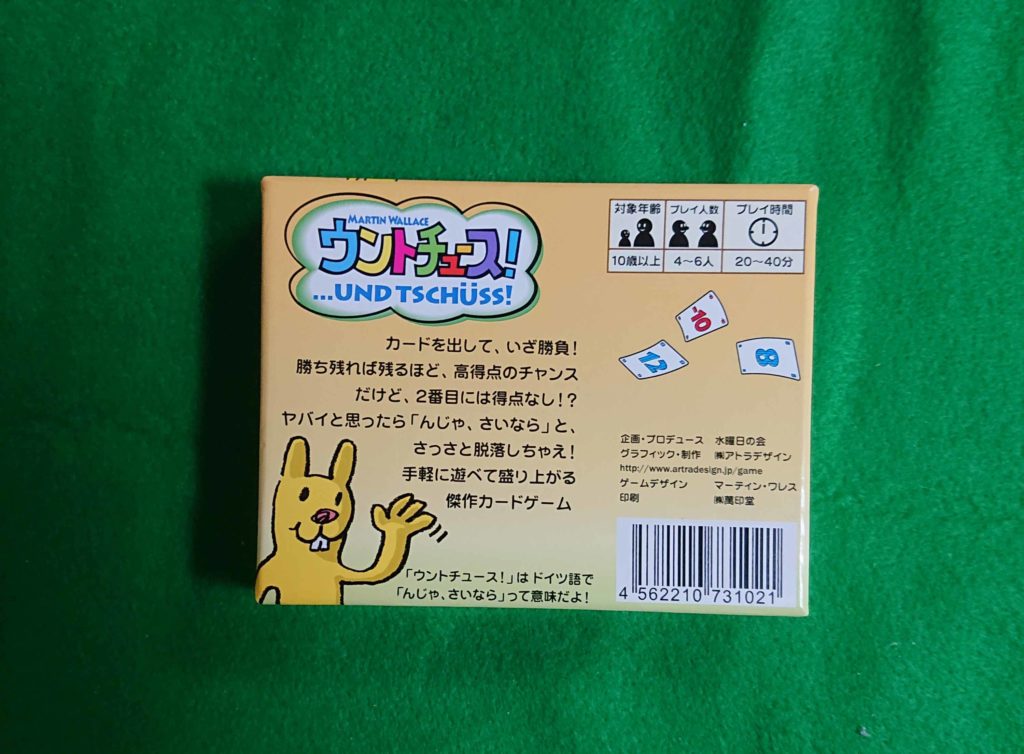 MARTIN WALLACE
ウントチュース!
...UND TSCHÜSS!
対象年齢 プレイ人数 プレイ時間
10歳以上 4〜6人 20〜40分
-10
12
8
カードを出して、いざ勝負!
勝ち残れば残るほど、高得点のチャンス
だけど、2番目には得点なし!?
ヤバイと思ったら「んじゃ、さいなら」と、
さっさと脱落しちゃえ!
手軽に遊べて盛り上がる
傑作カードゲーム
企画・プロデュース 水曜日の会
グラフィック・制作 ㈱アトラデザイン
http://www.artradesign.jp/game
ゲームデザイン マーティン・ワレス
印刷 ㈱萬印堂
「ウントチュース!」はドイツ語で
「んじゃ、さいなら」って意味だよ!
4 562210 731021